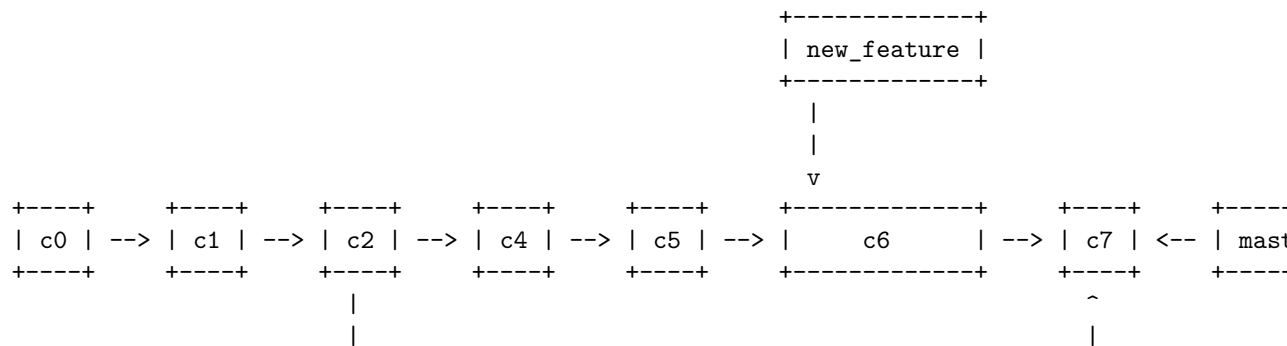 +-------------+
                                                  | new_feature |
                                                  +-------------+
                                                    |
                                                    |
                                                    v
+----+     +----+     +----+     +----+     +----+     +-------------+     +----+     +-----
| c0 | --> | c1 | --> | c2 | --> | c4 | --> | c5 | --> |     c6      | --> | c7 | <-- | mast
+----+     +----+     +----+     +----+     +----+     +-------------+     +----+     +-----
                        |                                                    ^
                        |                                                    |